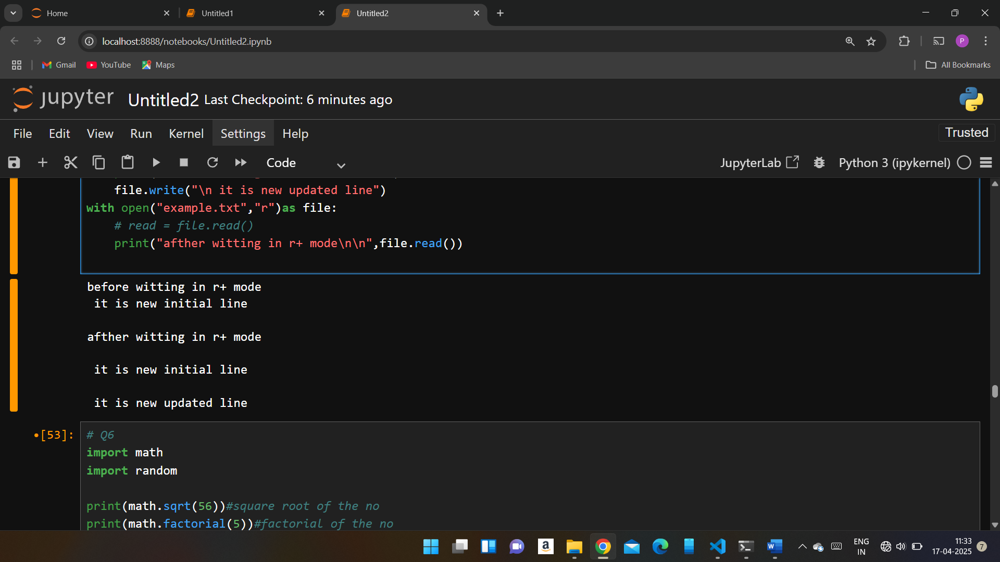 Home
Untitled1
Untitled2
localhost:8888/notebooks/Untitled2.ipynb
P
Gmail
YouTube
Maps
All Bookmarks
jupyter Untitled2 Last Checkpoint: 6 minutes ago
File Edit View Run Kernel Settings Help
Trusted
Code
JupyterLab
Python 3 (ipykernel)
file.write("\n it is new updated line")
with open("example.txt","r")as file:
# read = file.read()
print("afther witting in r+ mode\n\n",file.read())
before witting in r+ mode
it is new initial line
afther witting in r+ mode
it is new initial line
it is new updated line
•[53]:
# Q6
import math
import random
print(math.sqrt(56))#square root of the no
print(math.factorial(5))#factorial of the no
a
W
ENG
IN
11:33
17-04-2025
7